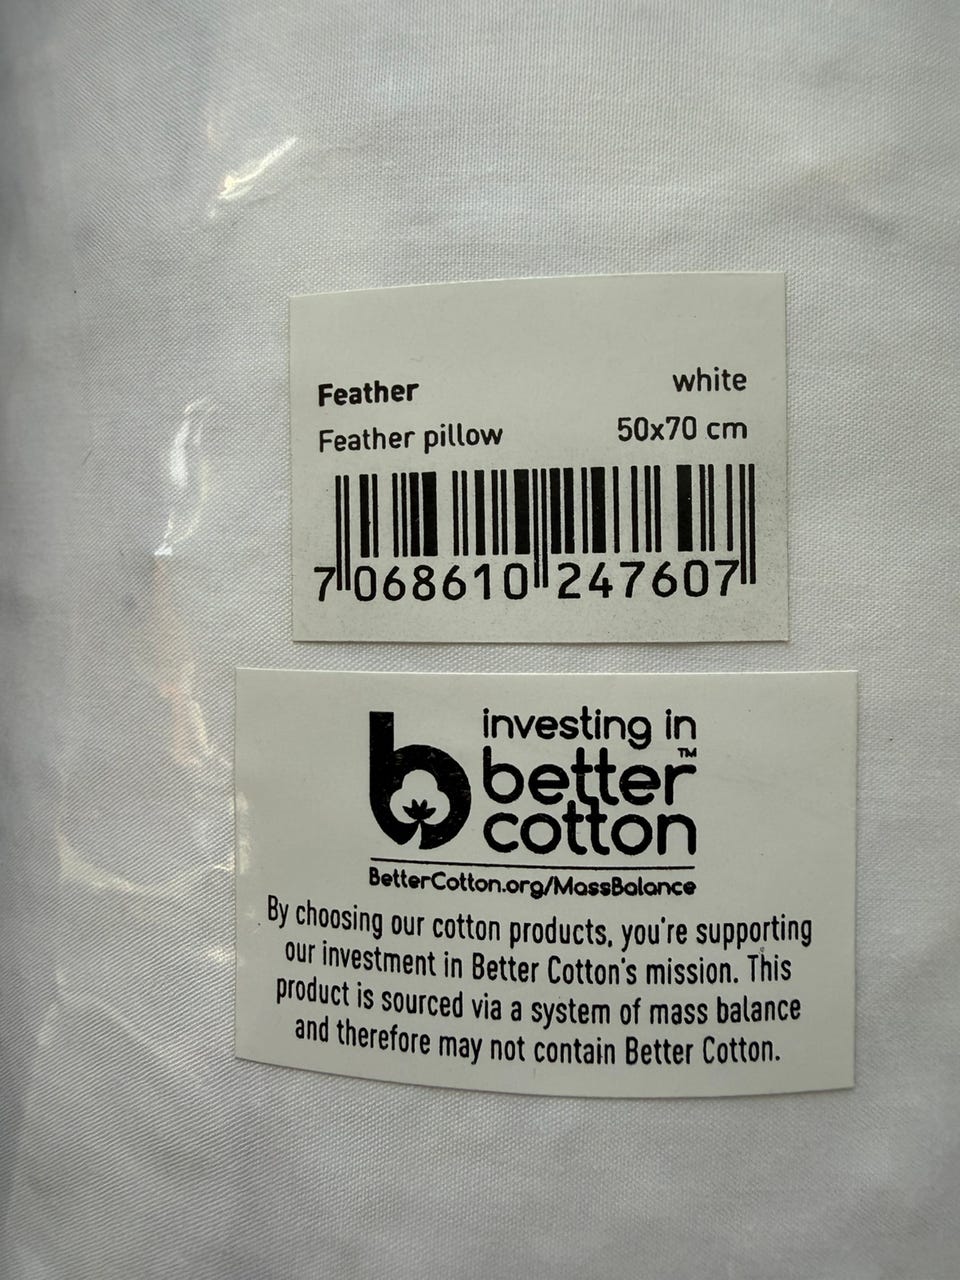 Feather white
Feather pillow 50x70 cm
7 068610 247607
investing in
better™
cotton
BetterCotton.org/MassBalance
By choosing our cotton products, you're supporting
our investment in Better Cotton's mission. This
product is sourced via a system of mass balance
and therefore may not contain Better Cotton.